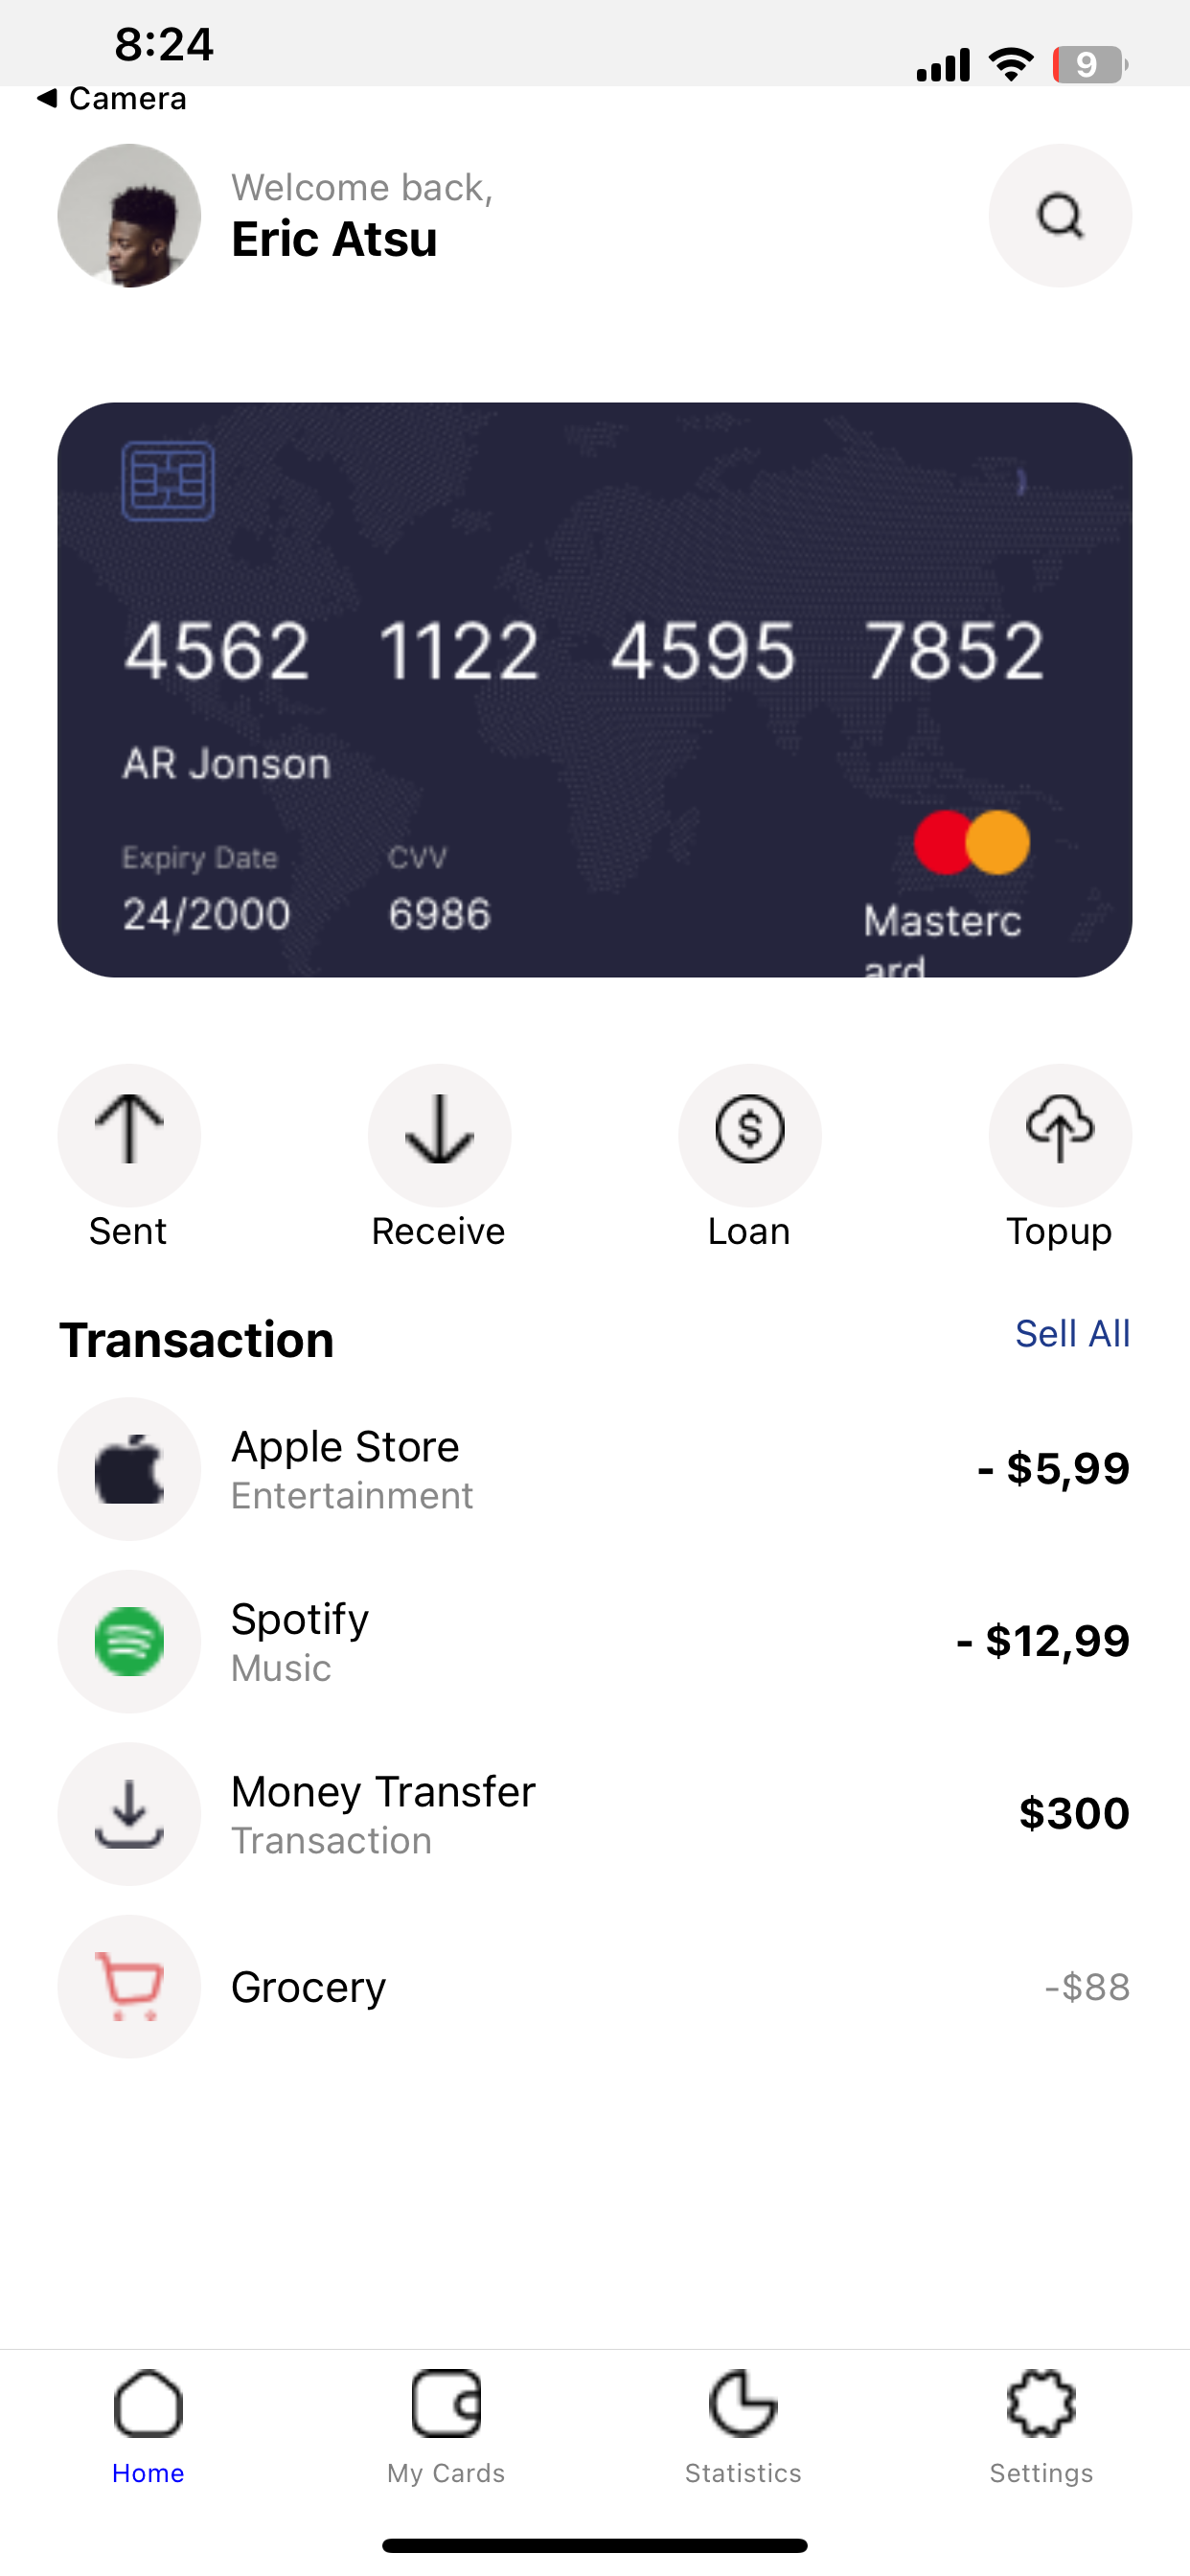 8:24
9
◀ Camera
Welcome back,
Eric Atsu
4562 1122 4595 7852
AR Jonson
Expiry Date CVV
24/2000 6986
Masterc
ard
Sent Receive Loan Topup
Transaction Sell All
Apple Store
Entertainment
- $5,99
Spotify
Music
- $12,99
Money Transfer
Transaction
$300
Grocery
-$88
Home My Cards Statistics Settings